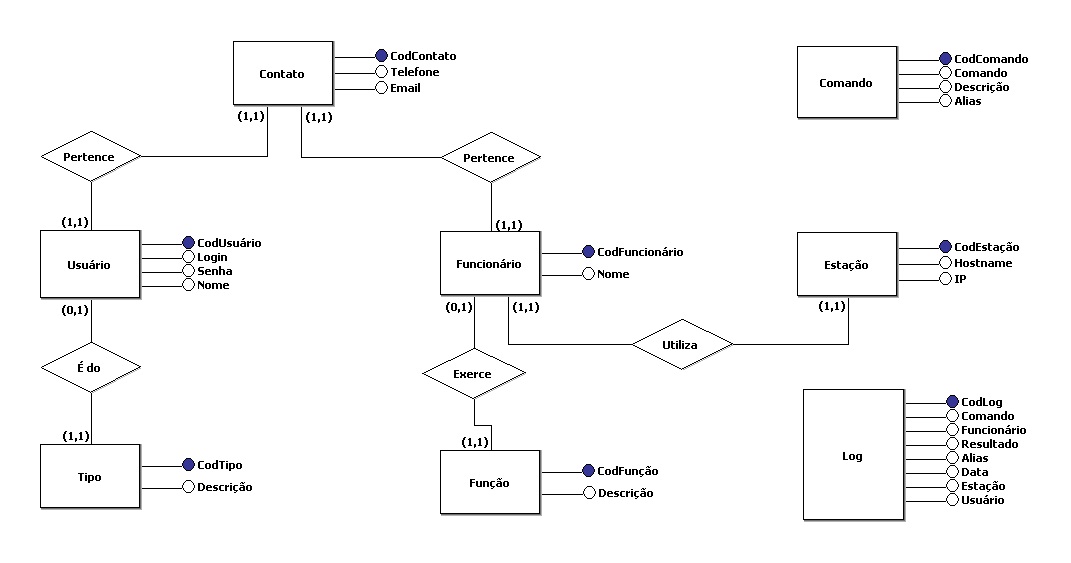 Contato
CodContato
Telefone
Email
(1,1)
(1,1)
Comando
CodComando
Comando
Descrição
Alias
Pertence
Pertence
(1,1)
(1,1)
Usuário
CodUsuário
Login
Senha
Nome
(0,1)
Funcionário
CodFuncionário
Nome
(0,1)
(1,1)
Estação
CodEstação
Hostname
IP
(1,1)
É do
Exerce
Utiliza
(1,1)
(1,1)
Tipo
CodTipo
Descrição
Função
CodFunção
Descrição
Log
CodLog
Comando
Funcionário
Resultado
Alias
Data
Estação
Usuário